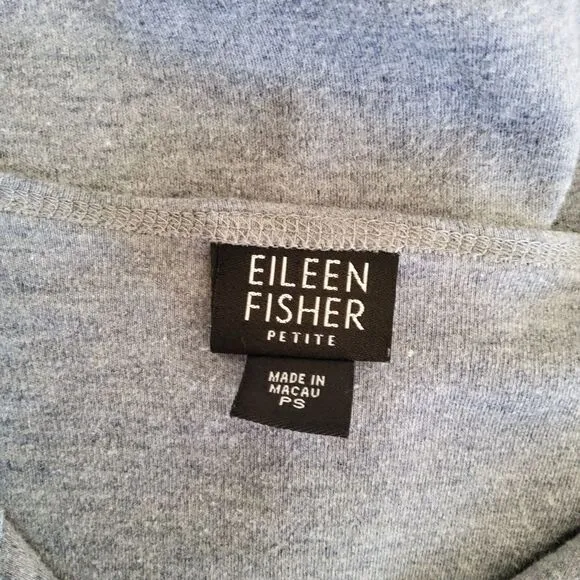 EILEEN
FISHER
PETITE
MADE IN
MACAU
PS